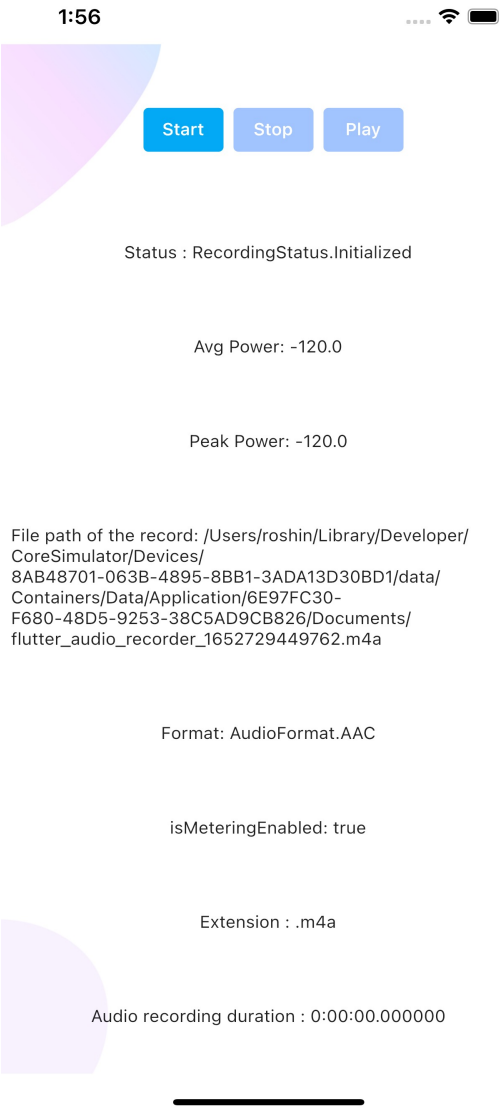 1:56
Start Stop Play
Status : RecordingStatus.Initialized
Avg Power: -120.0
Peak Power: -120.0
File path of the record: /Users/roshin/Library/Developer/
CoreSimulator/Devices/
8AB48701-063B-4895-8BB1-3ADA13D30BD1/data/
Containers/Data/Application/6E97FC30-
F680-48D5-9253-38C5AD9CB826/Documents/
flutter_audio_recorder_1652729449762.m4a
Format: AudioFormat.AAC
isMeteringEnabled: true
Extension : .m4a
Audio recording duration : 0:00:00.000000